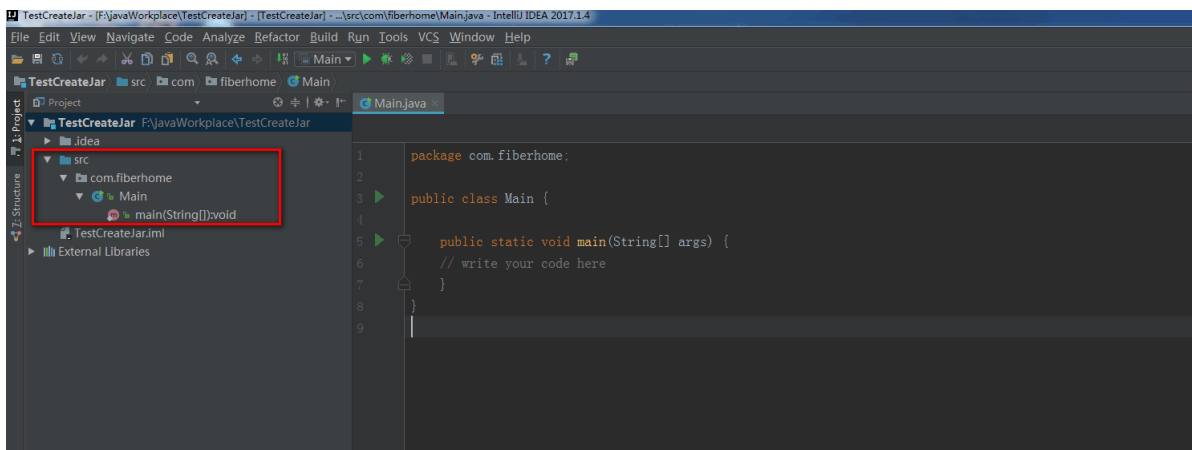 TestCreateJar - [F:\javaWorkplace\TestCreateJar] - [TestCreateJar] - ...\src\com\fiberhome\Main.java - IntelliJ IDEA 2017.1.4
File Edit View Navigate Code Analyze Refactor Build Run Tools VCS Window Help
Main
TestCreateJar src com fiberhome Main
Project
Main.java
1: Project
TestCreateJar F:\javaWorkplace\TestCreateJar
.idea
src
com.fiberhome
Main
main(String[]):void
TestCreateJar.iml
External Libraries
7: Structure
1 package com.fiberhome;
2
3 public class Main {
4
5 public static void main(String[] args) {
6 // write your code here
7 }
8 }
9